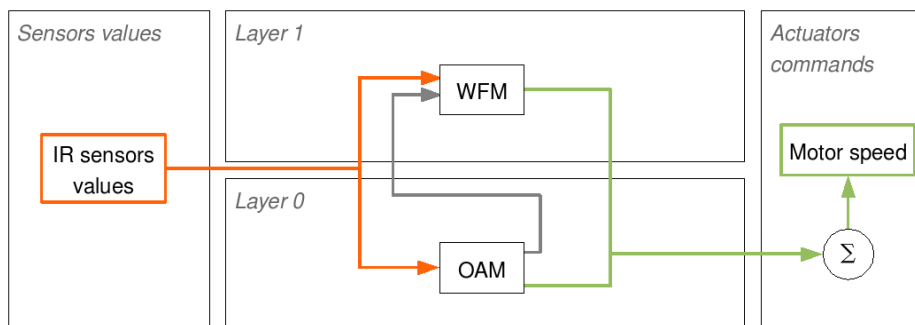 Sensors values
Layer 1
Actuators
commands
WFM
IR sensors
values
Motor speed
Layer 0
OAM
Σ